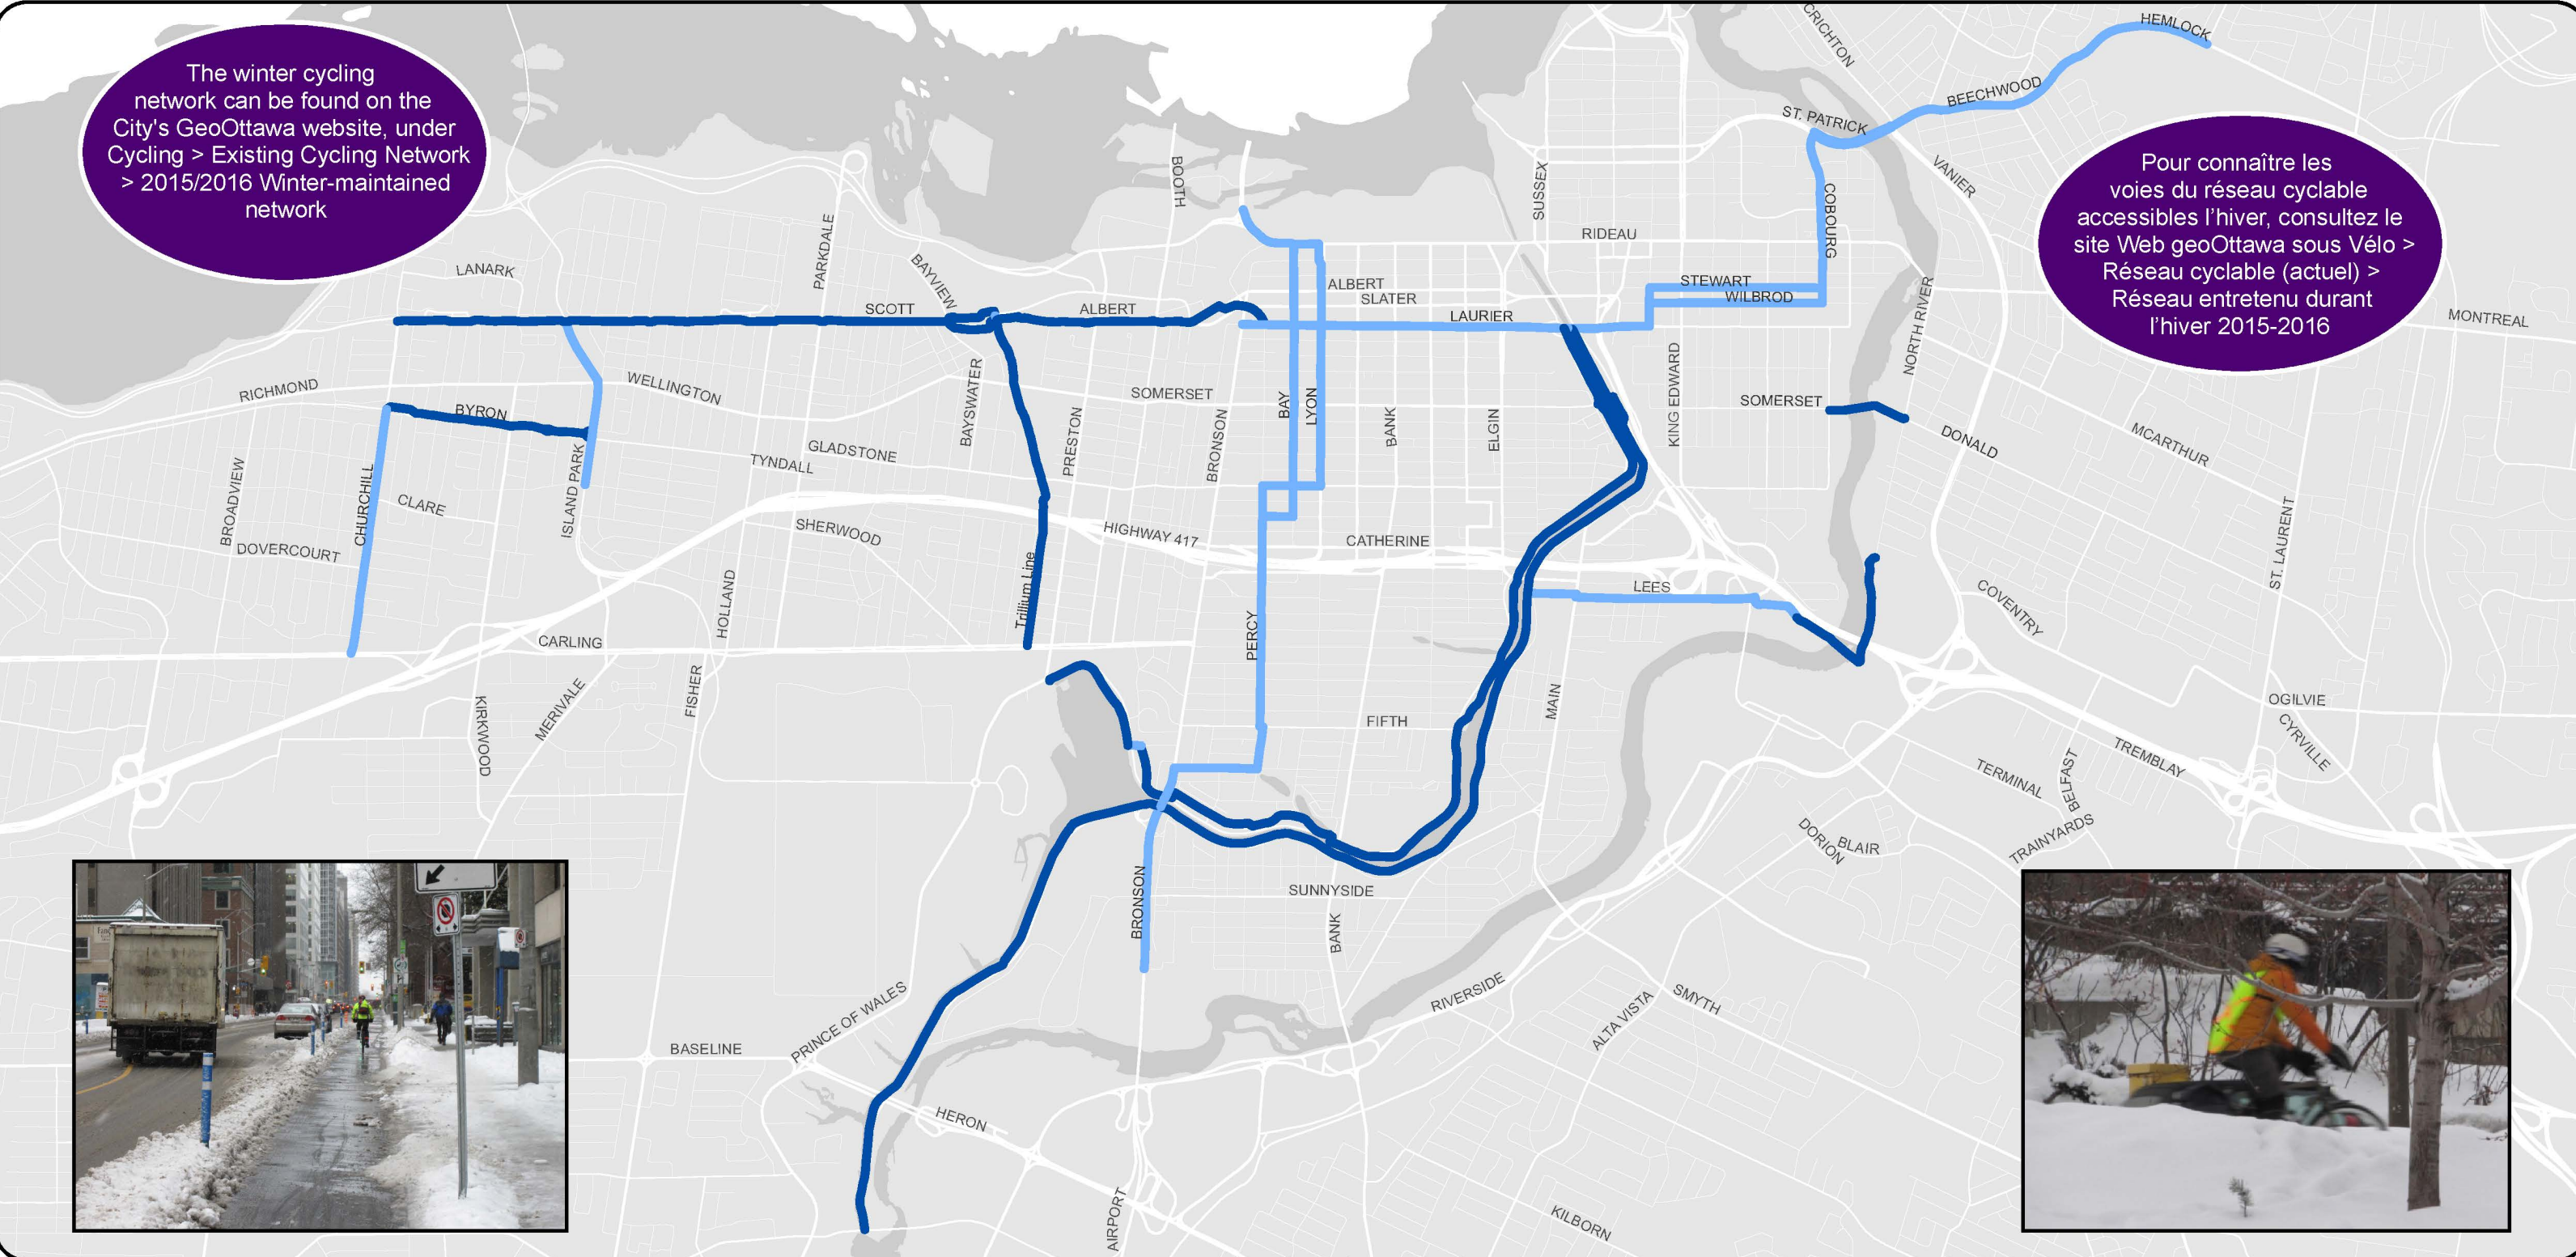 The winter cycling
network can be found on the
City's GeoOttawa website, under
Cycling > Existing Cycling Network
> 2015/2016 Winter-maintained
network
Pour connaître les
voies du réseau cyclable
accessibles l'hiver, consultez le
site Web geoOttawa sous Vélo >
Réseau cyclable (actuel) >
Réseau entretenu durant
l'hiver 2015-2016
CRICHTON
HEMLOCK
BEECHWOOD
ST. PATRICK
VANIER
COBOURG
BOOTH
SUSSEX
RIDEAU
PARKDALE
BAYVIEW
LANARK
SCOTT
ALBERT
ALBERT
SLATER
LAURIER
STEWART
WILBROD
NORTH RIVER
MONTREAL
RICHMOND
BYRON
WELLINGTON
BAYSWATER
SOMERSET
PRESTON
BRONSON
BAY
LYON
BANK
ELGIN
KING EDWARD
SOMERSET
DONALD
MCARTHUR
GLADSTONE
TYNDALL
BROADVIEW
CHURCHILL
CLARE
ISLAND PARK
DOVERCOURT
SHERWOOD
HIGHWAY 417
CATHERINE
ST. LAURENT
HOLLAND
Trillium Line
PERCY
LEES
COVENTRY
CARLING
FISHER
KIRKWOOD
MERIVALE
FIFTH
MAIN
OGILVIE
CYRVILLE
TREMBLAY
TERMINAL
BELFAST
TRAINYARDS
DORION
BLAIR
BRONSON
SUNNYSIDE
BANK
PRINCE OF WALES
RIVERSIDE
ALTA VISTA
SMYTH
BASELINE
HERON
AIRPORT
KILBORN